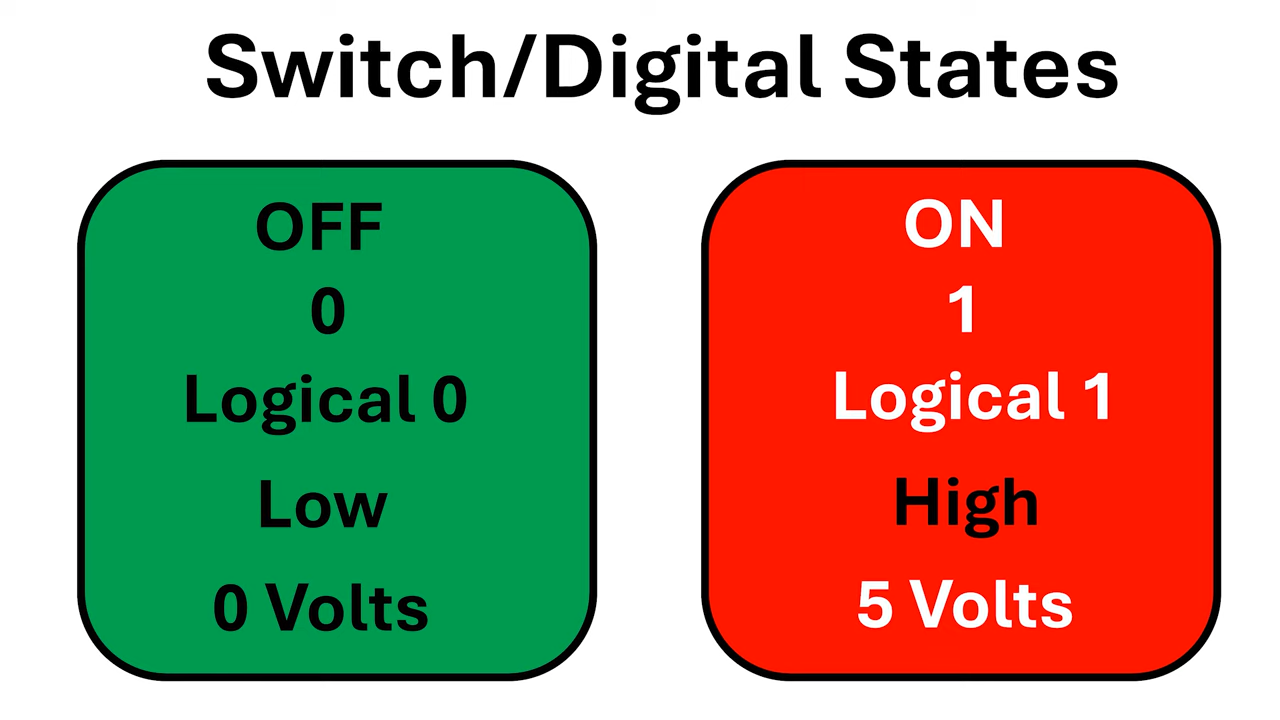 Switch/Digital States
OFF
0
Logical 0
Low
0 Volts
ON
1
Logical 1
High
5 Volts